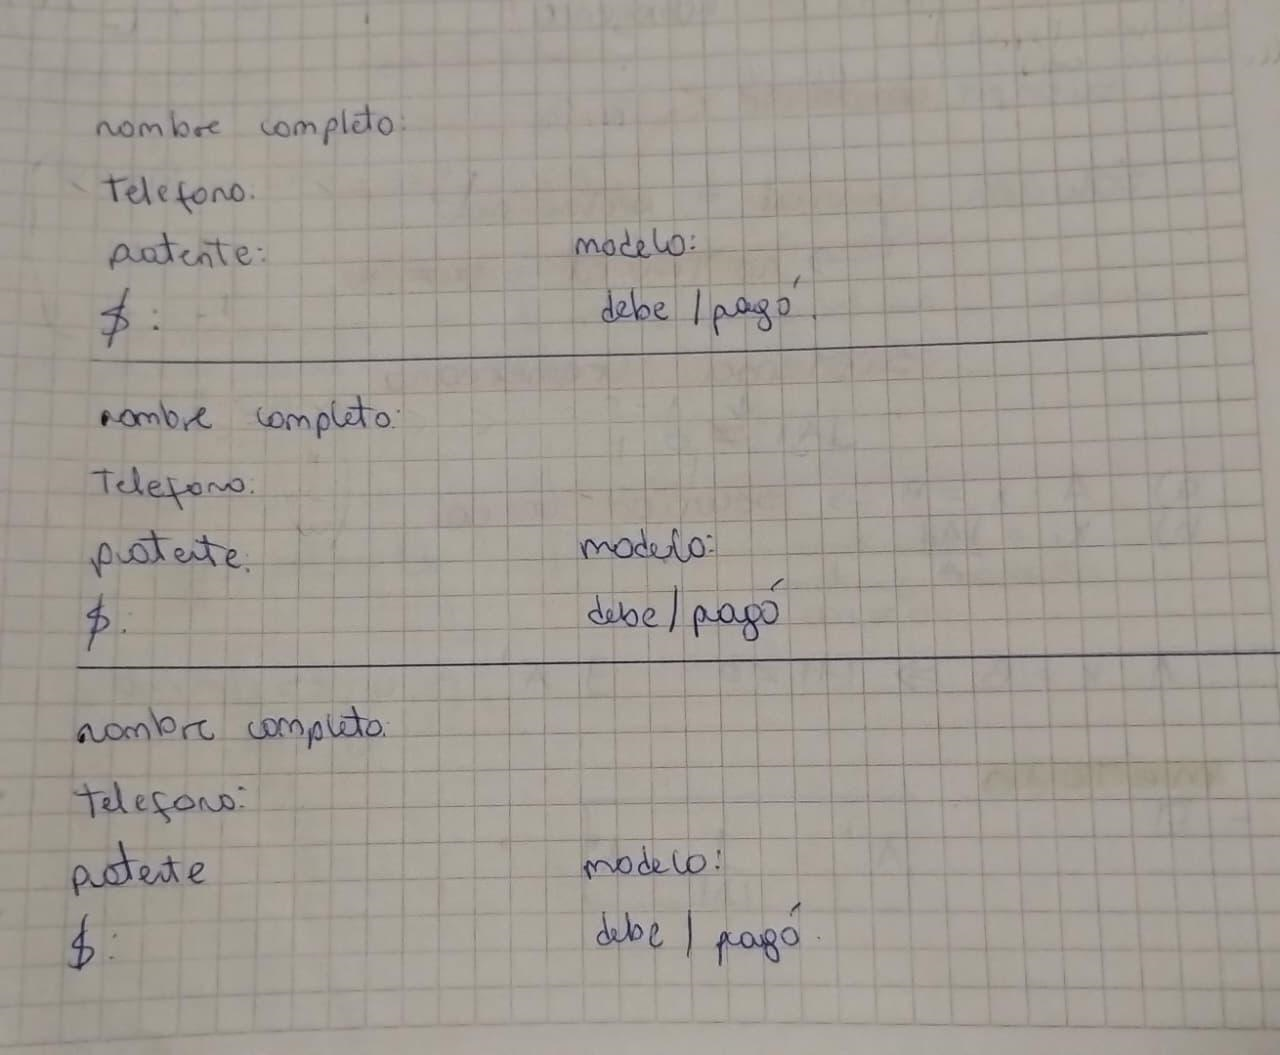 nombre completo:
Telefono:
patente: modelo:
$: debe / pagó
nombre completo:
Telefono:
patente: modelo:
$: debe / pagó
nombre completo:
Telefono:
patente modelo:
$: debe / pagó